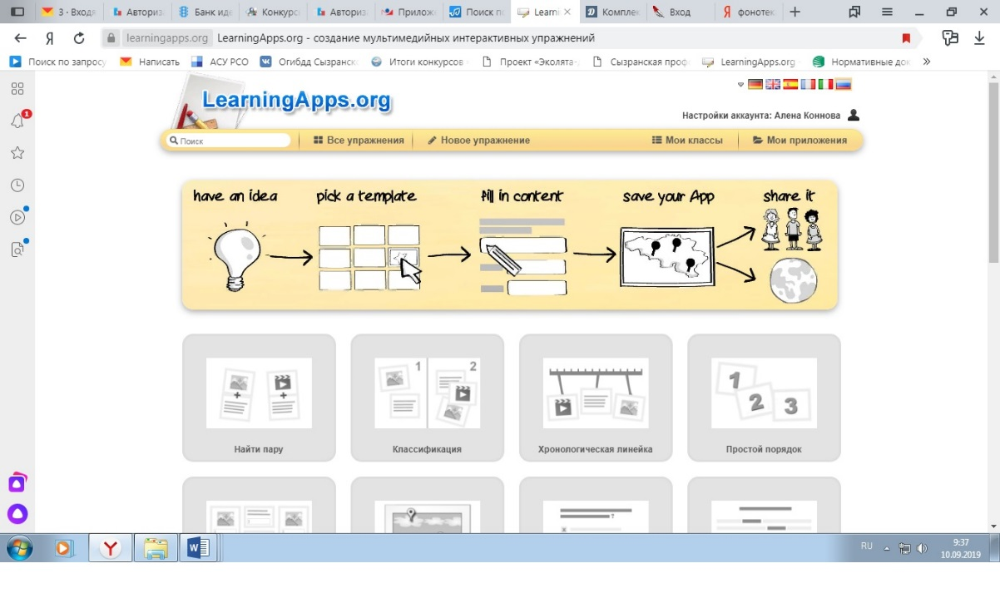 3 · Входя
Авториз
Банк иде
Конкурс
Авториз
Прилож
Поиск п
Learni
Комплек
Вход
фонотек
learningapps.org LearningApps.org - создание мультимедийных интерактивных упражнений
Поиск по запросу
Написать
АСУ РСО
Огибдд Сызранск
Итоги конкурсов
Проект «Эколята-
Сызранская проф
LearningApps.org
Нормативные док
1
LearningApps.org
Настройки аккаунта: Алена Коннова
Поиск
Все упражнения
Новое упражнение
Мои классы
Мои приложения
have an idea
pick a template
fill in content
save your App
share it
1 2
1 2 3
Найти пару
Классификация
Хронологическая линейка
Простой порядок
RU
9:37
10.09.2019